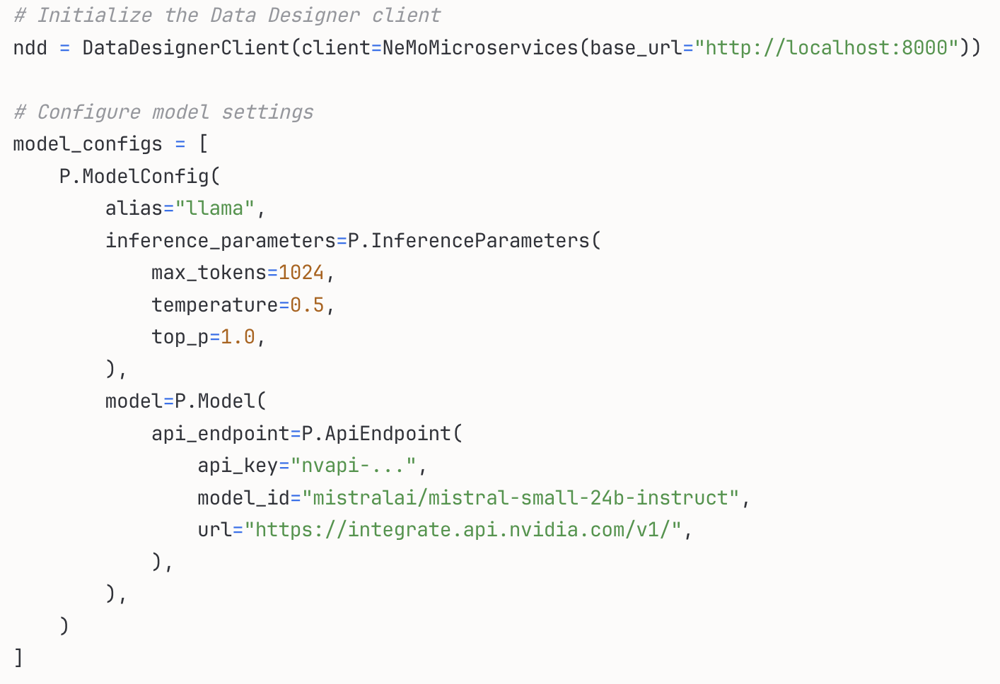 # Initialize the Data Designer client
ndd = DataDesignerClient(client=NeMoMicroservices(base_url="http://localhost:8000"))

# Configure model settings
model_configs = [
    P.ModelConfig(
        alias="llama",
        inference_parameters=P.InferenceParameters(
            max_tokens=1024,
            temperature=0.5,
            top_p=1.0,
        ),
        model=P.Model(
            api_endpoint=P.ApiEndpoint(
                api_key="nvapi-...",
                model_id="mistralai/mistral-small-24b-instruct",
                url="https://integrate.api.nvidia.com/v1/",
            ),
        ),
    )
]